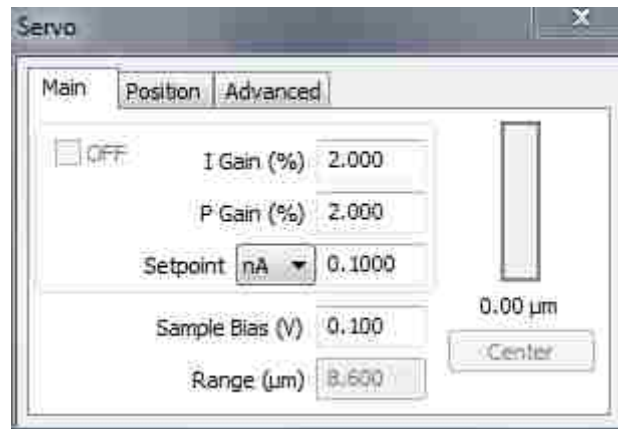 Servo
Main Position Advanced
OFF
I Gain (%) 2.000
P Gain (%) 2.000
Setpoint nA 0.1000
Sample Bias (V) 0.100
Range (µm) 8.600
0.00 µm
Center